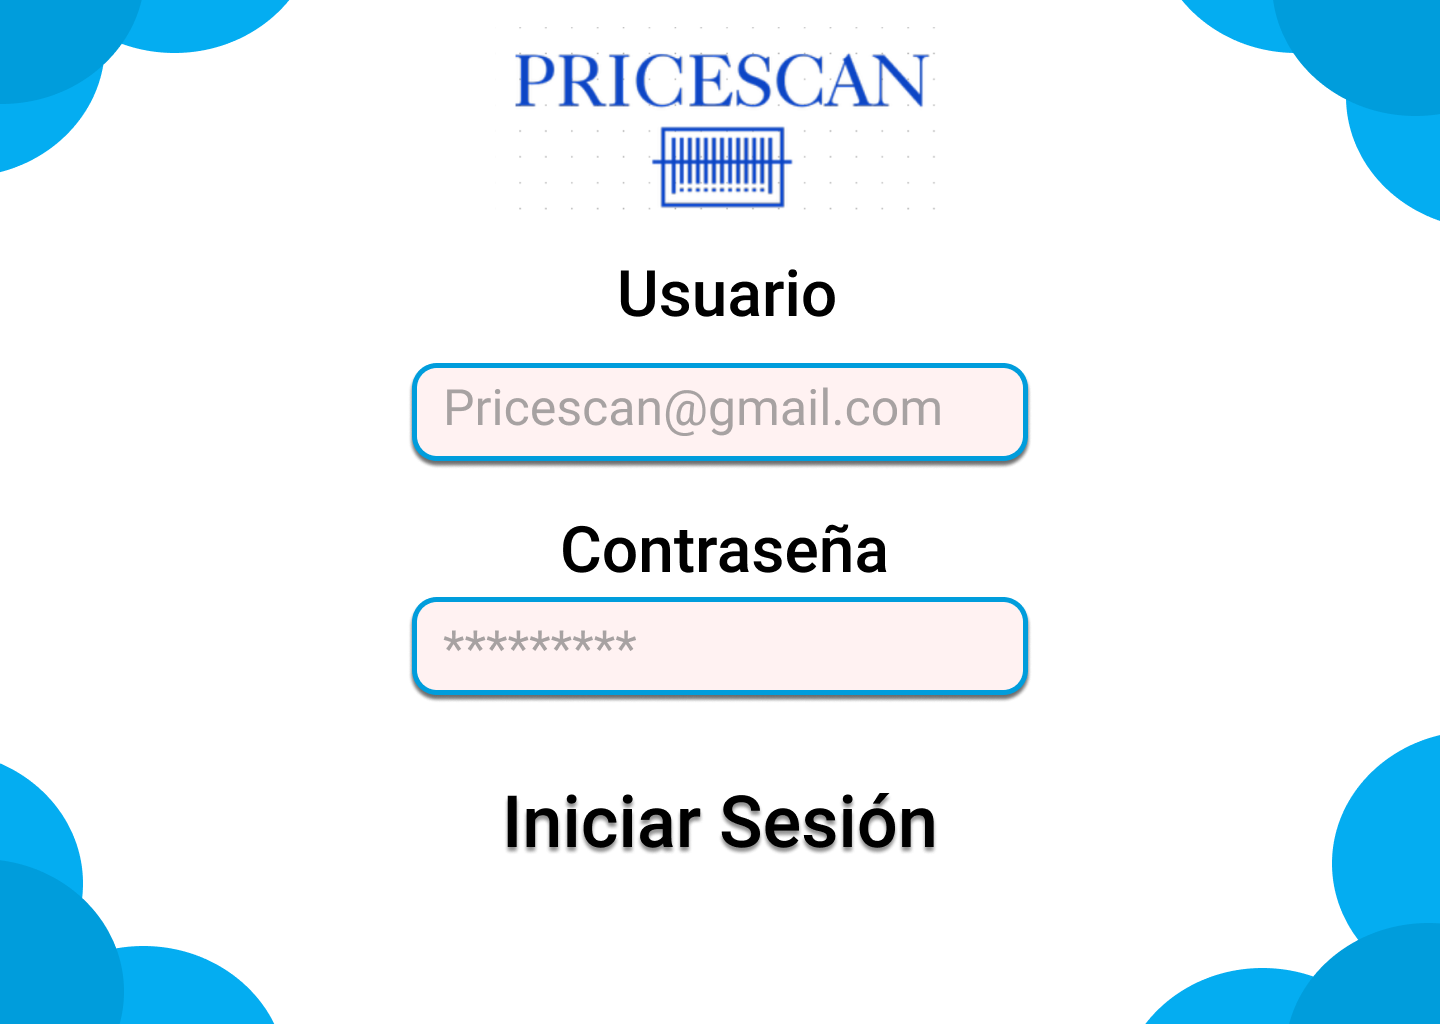 PRICESCAN
Usuario
Pricescan@gmail.com
Contraseña
*********
Iniciar Sesión